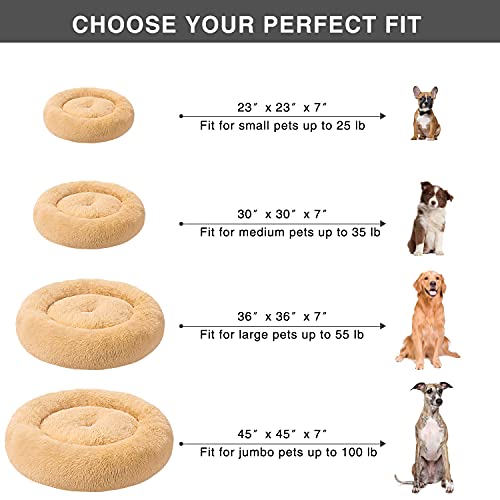 CHOOSE YOUR PERFECT FIT
23″ x 23″ x 7″
Fit for small pets up to 25 lb
30″ x 30″ x 7″
Fit for medium pets up to 35 lb
36″ x 36″ x 7″
Fit for large pets up to 55 lb
45″ x 45″ x 7″
Fit for jumbo pets up to 100 lb